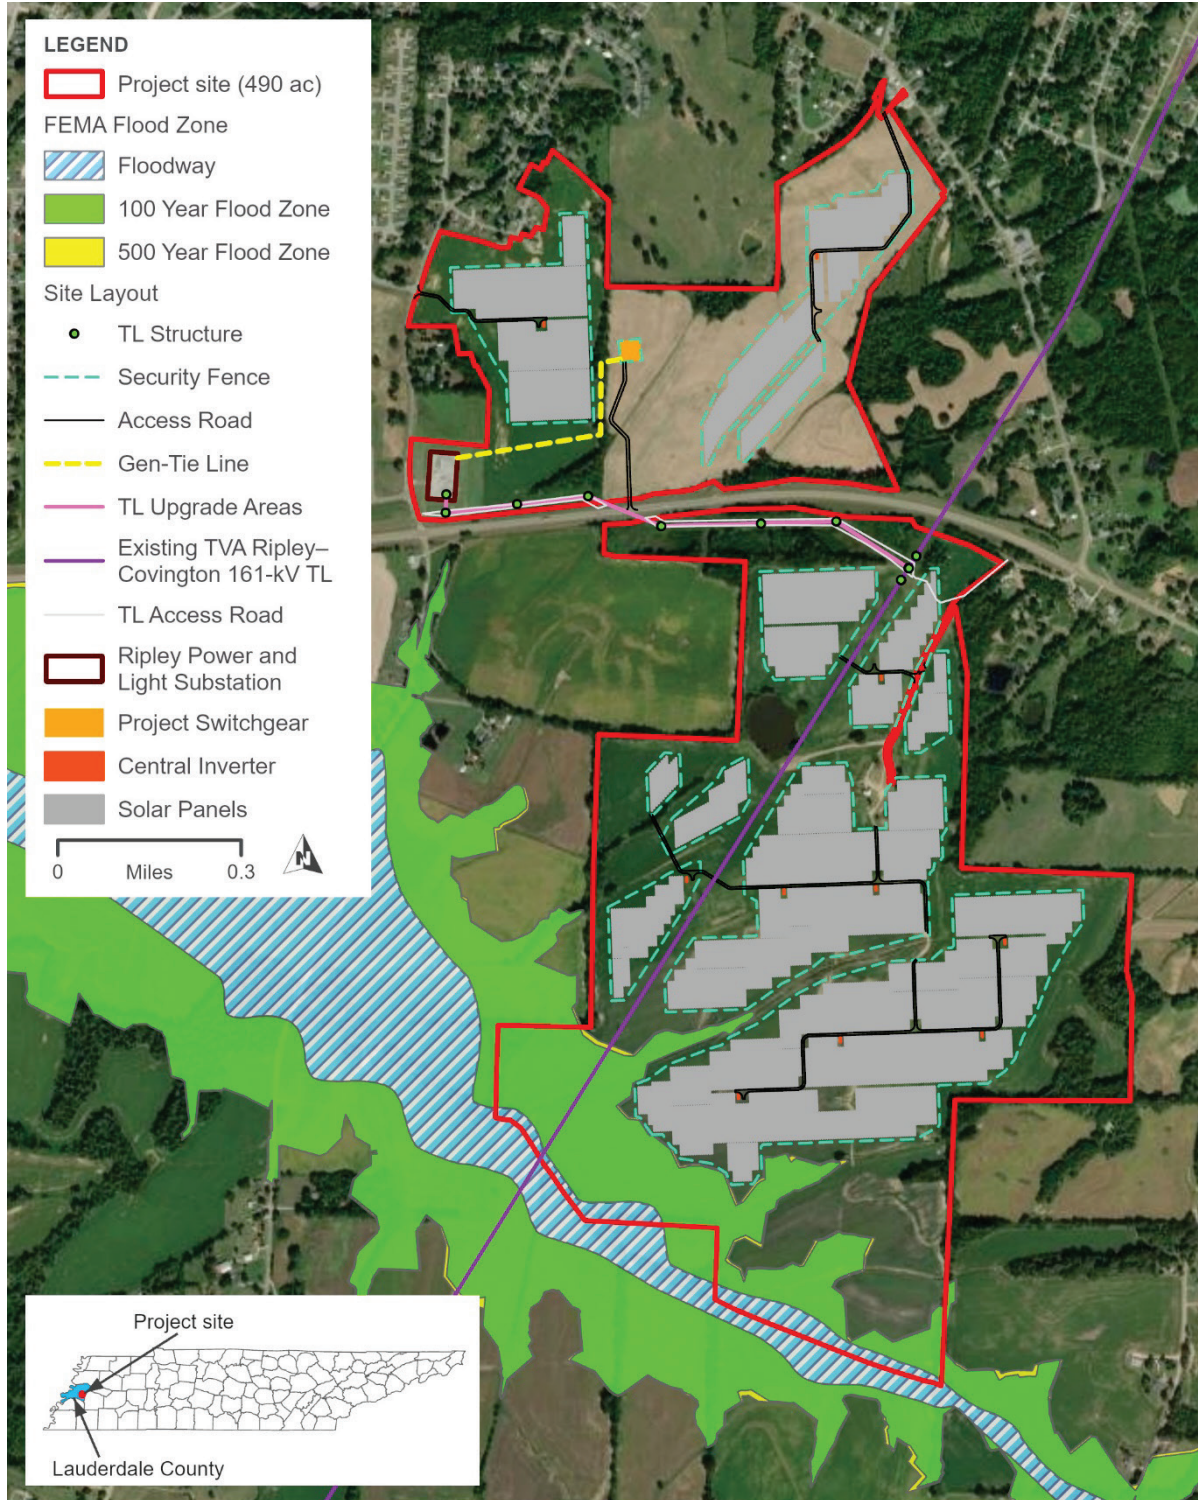 LEGEND
Project site (490 ac)
FEMA Flood Zone
Floodway
100 Year Flood Zone
500 Year Flood Zone
Site Layout
TL Structure
Security Fence
Access Road
Gen-Tie Line
TL Upgrade Areas
Existing TVA Ripley–
Covington 161-kV TL
TL Access Road
Ripley Power and
Light Substation
Project Switchgear
Central Inverter
Solar Panels
0 Miles 0.3
N
Project site
Lauderdale County